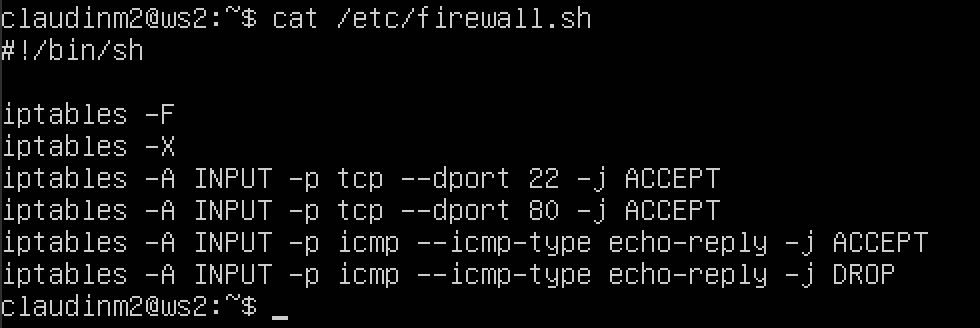 claudinm2@ws2:~$ cat /etc/firewall.sh
#!/bin/sh

iptables -F
iptables -X
iptables -A INPUT -p tcp --dport 22 -j ACCEPT
iptables -A INPUT -p tcp --dport 80 -j ACCEPT
iptables -A INPUT -p icmp --icmp-type echo-reply -j ACCEPT
iptables -A INPUT -p icmp --icmp-type echo-reply -j DROP
claudinm2@ws2:~$ _